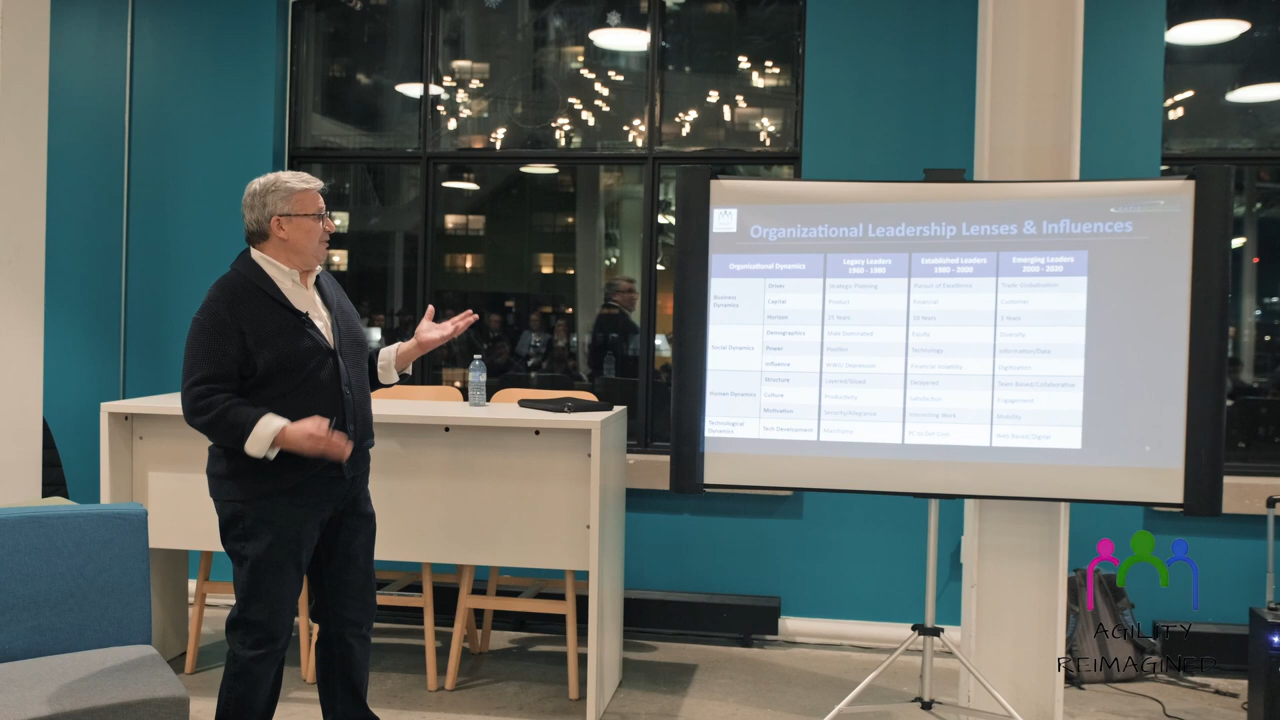 Organizational Leadership Lenses & Influences
Organizational Dynamics Legacy Leaders 1960 - 1980 Established Leaders 1980 - 2000 Emerging Leaders 2000 - 2020
Business Dynamics Driver Strategic Planning Pursuit of Excellence Trade Globalization
Capital Product Financial Customer
Horizon 25 Years 10 Years 3 Years
Social Dynamics Demographics Male Dominated Equity Diversity
Power Position Technology Information/Data
Influence WWII/ Depression Financial Volatility Digitization
Human Dynamics Structure Layered/Siloed Delayered Team Based/Collaborative
Culture Productivity Satisfaction Engagement
Motivation Security/Allegiance Interesting Work Mobility
Technological Dynamics Tech Development Mainframe Web Based/Digital
AGILITY
REIMAGINED